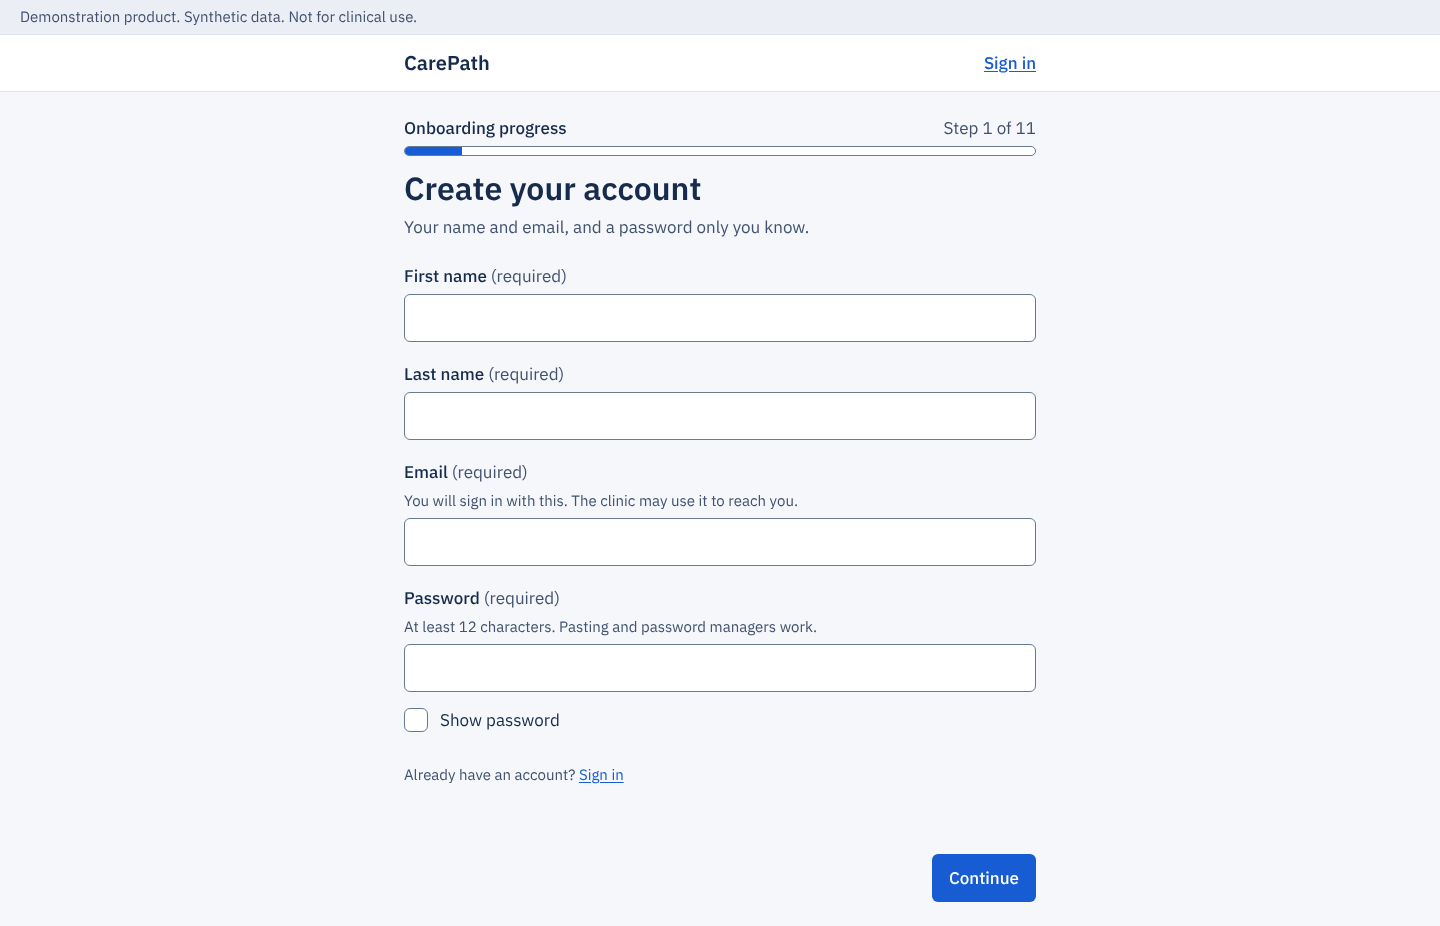 Demonstration product. Synthetic data. Not for clinical use.
CarePath
Sign in
Onboarding progress
Step 1 of 11
Create your account
Your name and email, and a password only you know.
First name (required)
Last name (required)
Email (required)
You will sign in with this. The clinic may use it to reach you.
Password (required)
At least 12 characters. Pasting and password managers work.
Show password
Already have an account? Sign in
Continue